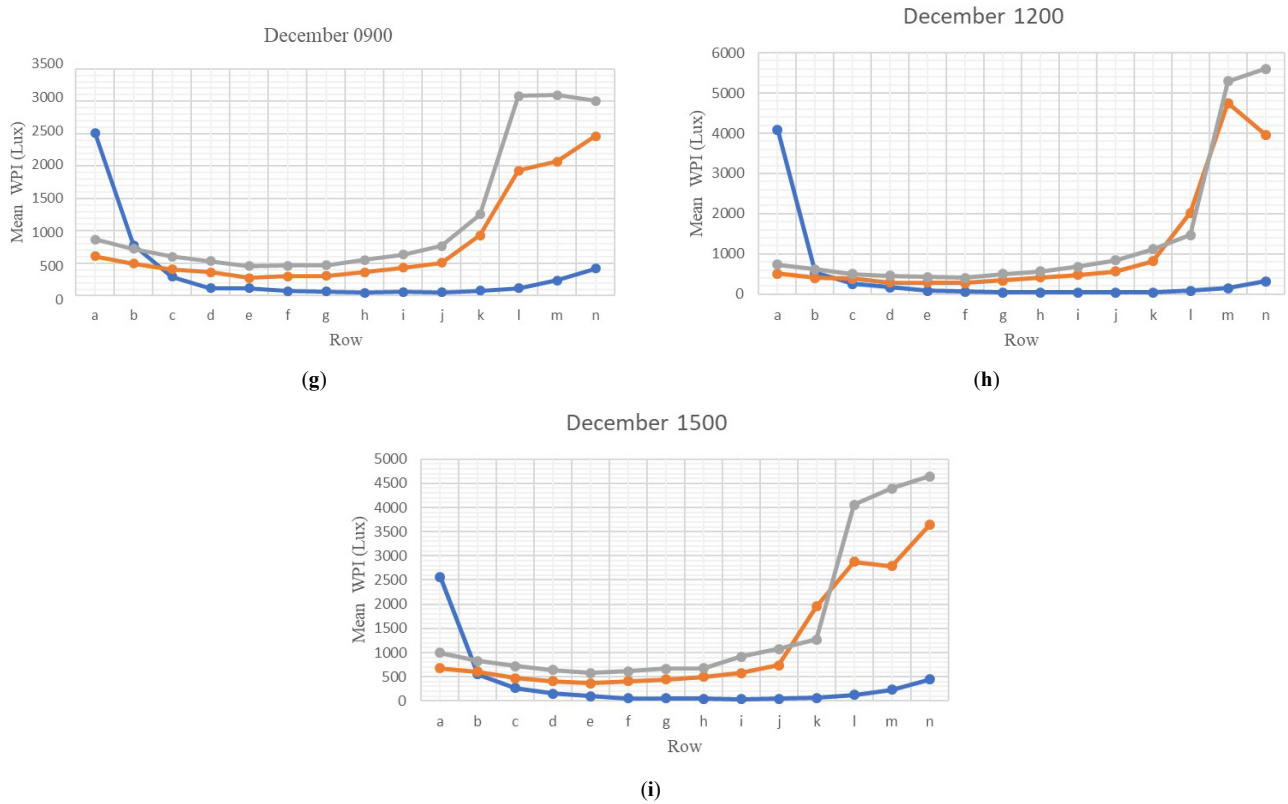 December 0900
3500
3000
2500
2000
1500
1000
500
0
Mean WPI (Lux)
a b c d e f g h i j k l m n
Row
(g)
December 1200
6000
5000
4000
3000
2000
1000
0
Mean WPI (Lux)
a b c d e f g h i j k l m n
Row
(h)
December 1500
5000
4500
4000
3500
3000
2500
2000
1500
1000
500
0
Mean WPI (Lux)
a b c d e f g h i j k l m n
Row
(i)